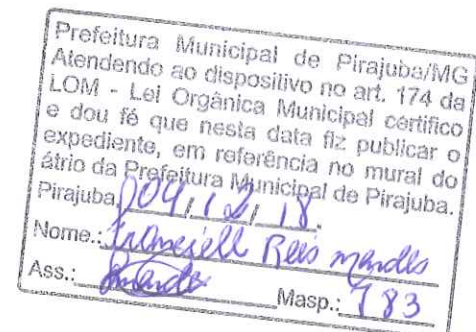 Prefeitura Municipal de Pirajuba/MG
Atendendo ao dispositivo no art. 174 da
LOM - Lei Orgânica Municipal certifico
e dou fé que nesta data fiz publicar o
expediente, em referência no mural do
átrio da Prefeitura Municipal de Pirajuba.
Pirajuba, 04, 12, 18.
Nome.: Reis mendes
Ass.: Masp.: 783